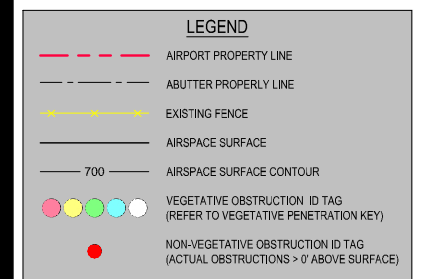 LEGEND
AIRPORT PROPERTY LINE
ABUTTER PROPERLY LINE
EXISTING FENCE
AIRSPACE SURFACE
700 AIRSPACE SURFACE CONTOUR
VEGETATIVE OBSTRUCTION ID TAG
(REFER TO VEGETATIVE PENETRATION KEY)
NON-VEGETATIVE OBSTRUCTION ID TAG
(ACTUAL OBSTRUCTIONS > 0' ABOVE SURFACE)